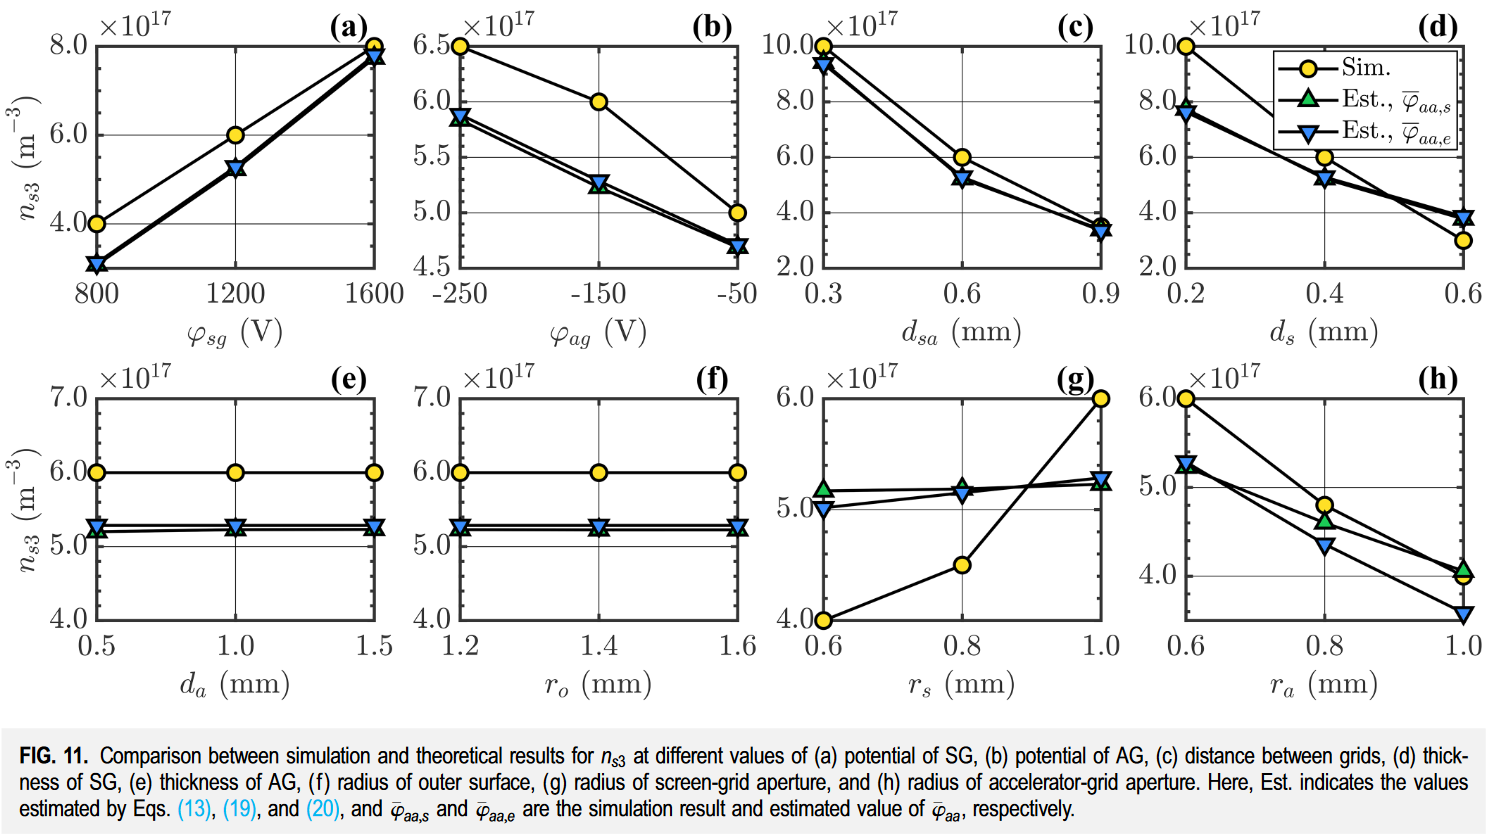 ×10^17 (a)
8.0
6.0
4.0
800 1200 1600
n_s3 (m^−3)
φ_sg (V)
×10^17 (b)
6.5
6.0
5.5
5.0
4.5
-250 -150 -50
φ_ag (V)
×10^17 (c)
10.0
8.0
6.0
4.0
2.0
0.3 0.6 0.9
d_sa (mm)
×10^17 (d)
10.0
8.0
6.0
4.0
2.0
Sim.
Est., φ̅_aa,s
Est., φ̅_aa,e
0.2 0.4 0.6
d_s (mm)
×10^17 (e)
7.0
6.0
5.0
4.0
0.5 1.0 1.5
n_s3 (m^−3)
d_a (mm)
×10^17 (f)
7.0
6.0
5.0
4.0
1.2 1.4 1.6
r_o (mm)
×10^17 (g)
6.0
5.0
4.0
0.6 0.8 1.0
r_s (mm)
×10^17 (h)
6.0
5.0
4.0
0.6 0.8 1.0
r_a (mm)
FIG. 11. Comparison between simulation and theoretical results for n_s3 at different values of (a) potential of SG, (b) potential of AG, (c) distance between grids, (d) thick-
ness of SG, (e) thickness of AG, (f) radius of outer surface, (g) radius of screen-grid aperture, and (h) radius of accelerator-grid aperture. Here, Est. indicates the values
estimated by Eqs. (13), (19), and (20), and φ̅_aa,s and φ̅_aa,e are the simulation result and estimated value of φ̅_aa, respectively.